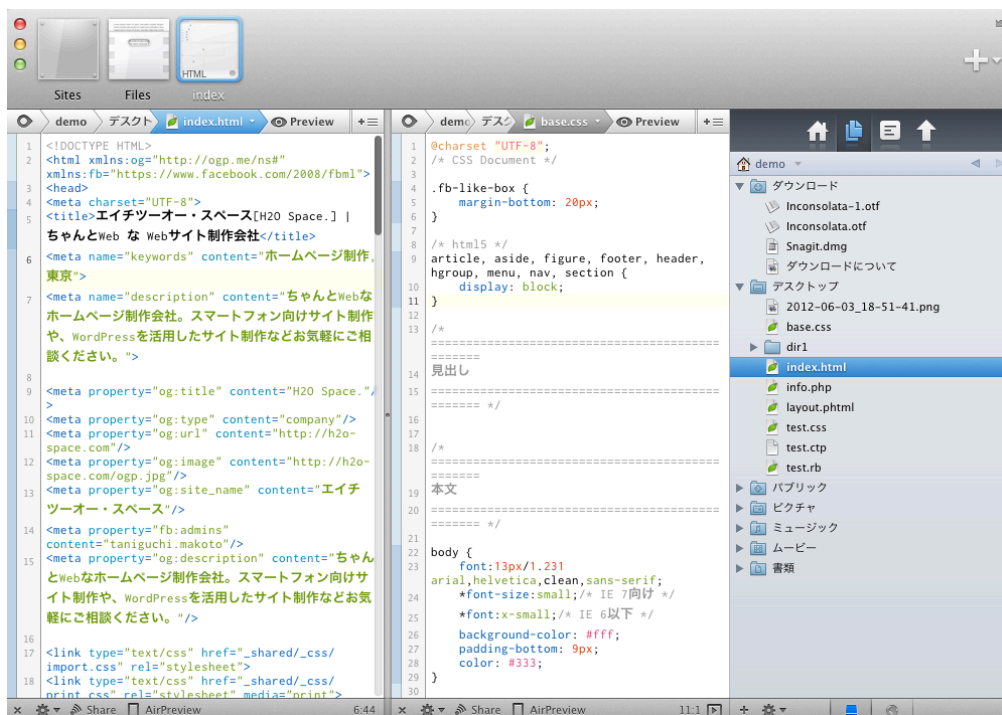 HTML
Sites
Files
index
demo
デスクト
index.html
Preview
1 <!DOCTYPE HTML>
2 <html xmlns:og="http://ogp.me/ns#"
xmlns:fb="https://www.facebook.com/2008/fbml">
3 <head>
4 <meta charset="UTF-8">
5 <title>エイチツーオー・スペース[H2O Space.] |
ちゃんとWeb な Webサイト制作会社</title>
6 <meta name="keywords" content="ホームページ制作,
東京">
7 <meta name="description" content="ちゃんとWebな
ホームページ制作会社。スマートフォン向けサイト制作
や、WordPressを活用したサイト制作などお気軽にご相
談ください。">
8
9 <meta property="og:title" content="H2O Space."/
>
10 <meta property="og:type" content="company"/>
11 <meta property="og:url" content="http://h2o-
space.com"/>
12 <meta property="og:image" content="http://h2o-
space.com/ogp.jpg"/>
13 <meta property="og:site_name" content="エイチ
ツーオー・スペース"/>
14 <meta property="fb:admins"
content="taniguchi.makoto"/>
15 <meta property="og:description" content="ちゃん
とWebなホームページ制作会社。スマートフォン向けサ
イト制作や、WordPressを活用したサイト制作などお気
軽にご相談ください。"/>
16
17 <link type="text/css" href="_shared/_css/
import.css" rel="stylesheet">
18 <link type="text/css" href="_shared/_css/
print.css" rel="stylesheet" media="print">
Share
AirPreview
6:44
demo
デスク
base.css
Preview
1 @charset "UTF-8";
2 /* CSS Document */
3
4 .fb-like-box {
5 margin-bottom: 20px;
6 }
7
8 /* html5 */
9 article, aside, figure, footer, header,
hgroup, menu, nav, section {
10 display: block;
11 }
12
13 /*
========================================
=======
14 見出し
15 ========================================
======= */
16
17
18 /*
========================================
=======
19 本文
20 ========================================
======= */
21
22 body {
23 font:13px/1.231
arial,helvetica,clean,sans-serif;
24 *font-size:small;/* IE 7向け */
25 *font:x-small;/* IE 6以下 */
26 background-color: #fff;
27 padding-bottom: 9px;
28 color: #333;
29 }
30
Share
AirPreview
11:1
demo
ダウンロード
Inconsolata-1.otf
Inconsolata.otf
Snagit.dmg
ダウンロードについて
デスクトップ
2012-06-03_18-51-41.png
base.css
dir1
index.html
info.php
layout.phtml
test.css
test.ctp
test.rb
パブリック
ピクチャ
ミュージック
ムービー
書類